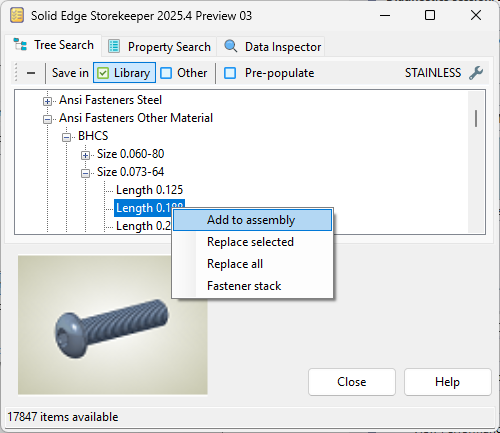 Solid Edge Storekeeper 2025.4 Preview 03
Tree Search Property Search Data Inspector
Save in Library Other Pre-populate STAINLESS
Ansi Fasteners Steel
Ansi Fasteners Other Material
BHCS
Size 0.060-80
Size 0.073-64
Length 0.125
Length 0.188
Length 0.2
Add to assembly
Replace selected
Replace all
Fastener stack
Close Help
17847 items available